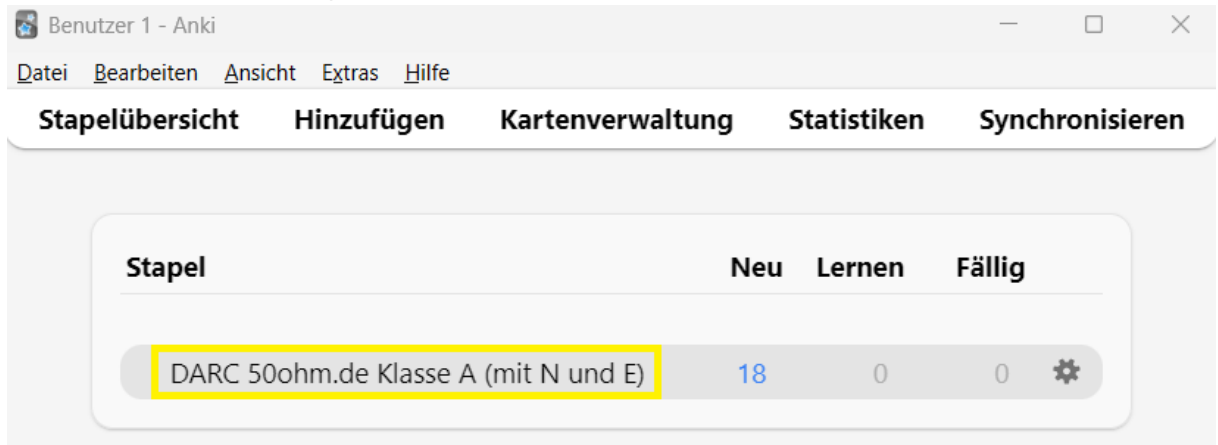 Benutzer 1 - Anki
Datei Bearbeiten Ansicht Extras Hilfe
Stapelübersicht Hinzufügen Kartenverwaltung Statistiken Synchronisieren
Stapel Neu Lernen Fällig
DARC 50ohm.de Klasse A (mit N und E) 18 0 0